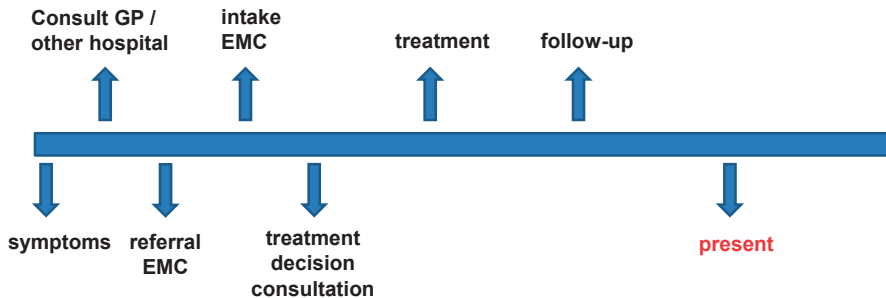 Consult GP /
other hospital
intake
EMC
treatment
follow-up
symptoms
referral
EMC
treatment
decision
consultation
present